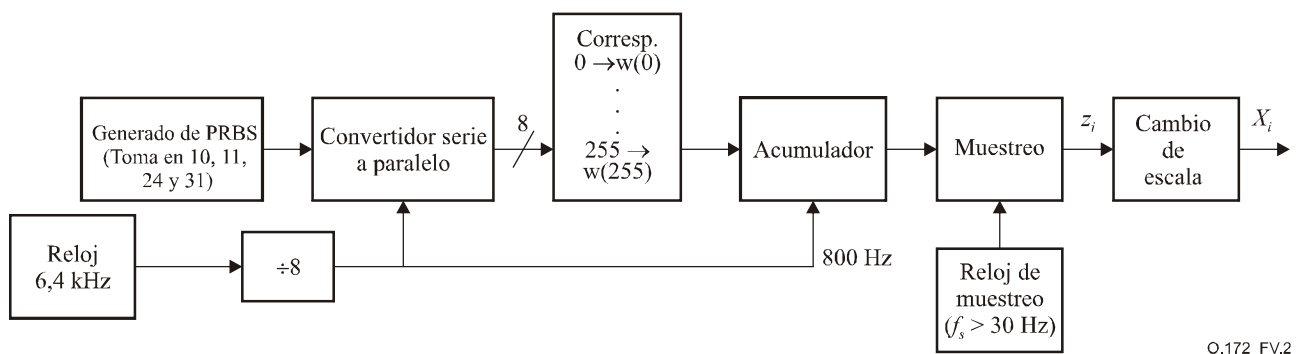 Generado de PRBS
(Toma en 10, 11,
24 y 31)
Convertidor serie
a paralelo
8
Corresp.
0 →w(0)
.
.
.
255 →
w(255)
Acumulador
Muestreo
z_i
Cambio
de
escala
X_i
Reloj
6,4 kHz
÷8
800 Hz
Reloj de
muestreo
(f_s > 30 Hz)
O.172_FV.2